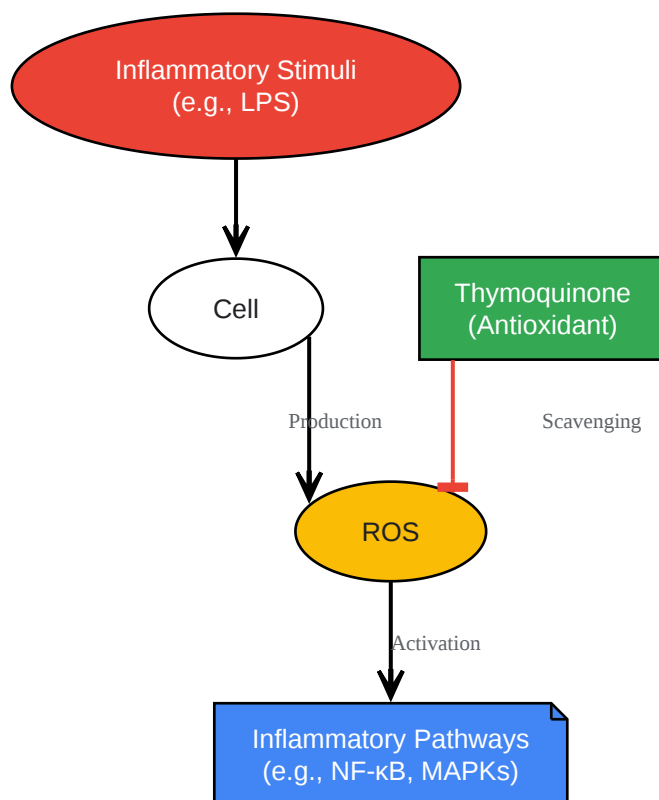 Inflammatory Stimuli
(e.g., LPS)
Cell
Thymoquinone
(Antioxidant)
Production
Scavenging
ROS
Activation
Inflammatory Pathways
(e.g., NF-κB, MAPKs)